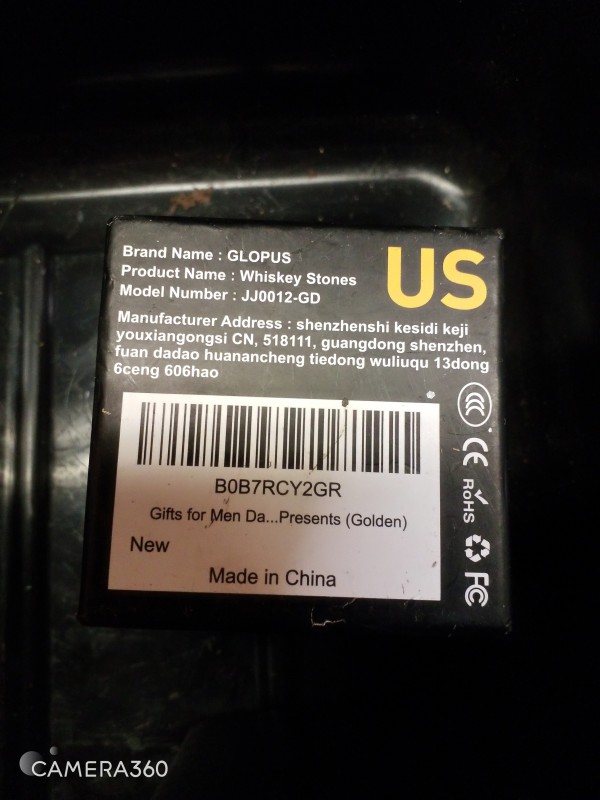 Brand Name : GLOPUS
Product Name : Whiskey Stones
Model Number : JJ0012-GD
US
Manufacturer Address : shenzhenshi kesidi keji
youxiangongsi CN, 518111, guangdong shenzhen,
fuan dadao huanancheng tiedong wuliuqu 13dong
6ceng 606hao
CCC
CE
RoHS
FC
B0B7RCY2GR
Gifts for Men Da...Presents (Golden)
New
Made in China
CAMERA360